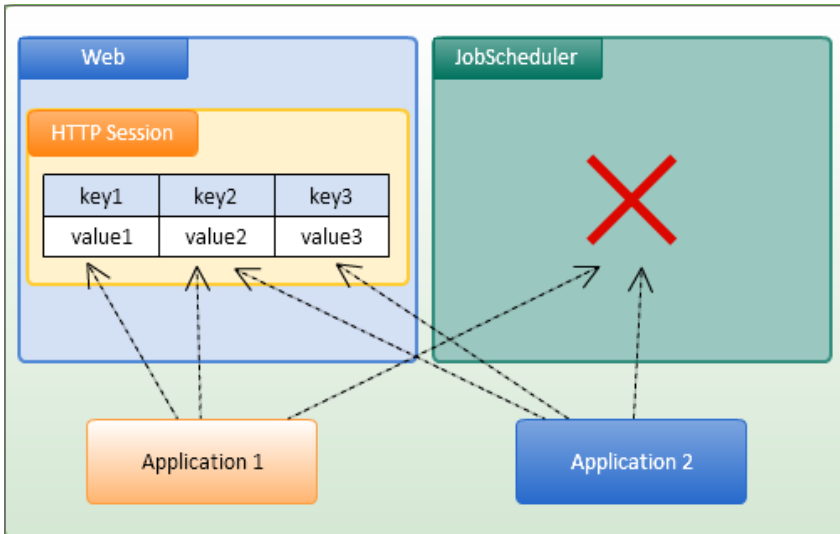 Web
JobScheduler
HTTP Session
key1 key2 key3
value1 value2 value3
Application 1
Application 2